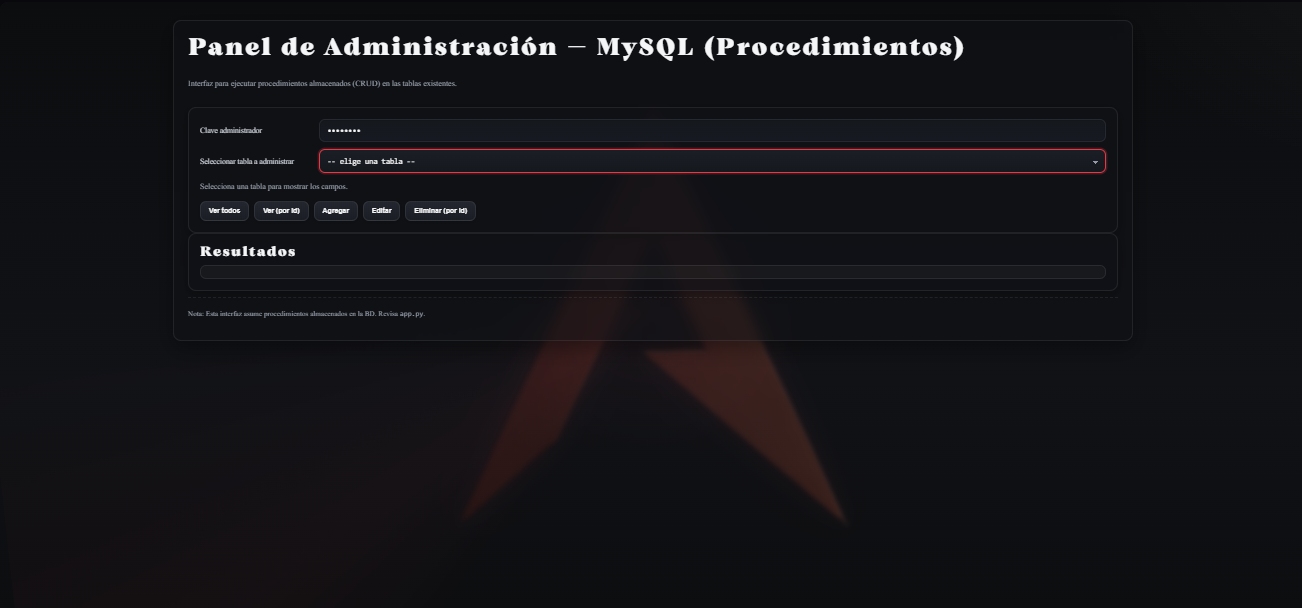 Panel de Administración — MySQL (Procedimientos)
Interfaz para ejecutar procedimientos almacenados (CRUD) en las tablas existentes.
Clave administrador ••••••••
Seleccionar tabla a administrar -- elige una tabla --
Selecciona una tabla para mostrar los campos.
Ver todos Ver (por id) Agregar Editar Eliminar (por id)
Resultados
Nota: Esta interfaz asume procedimientos almacenados en la BD. Revisa app.py.